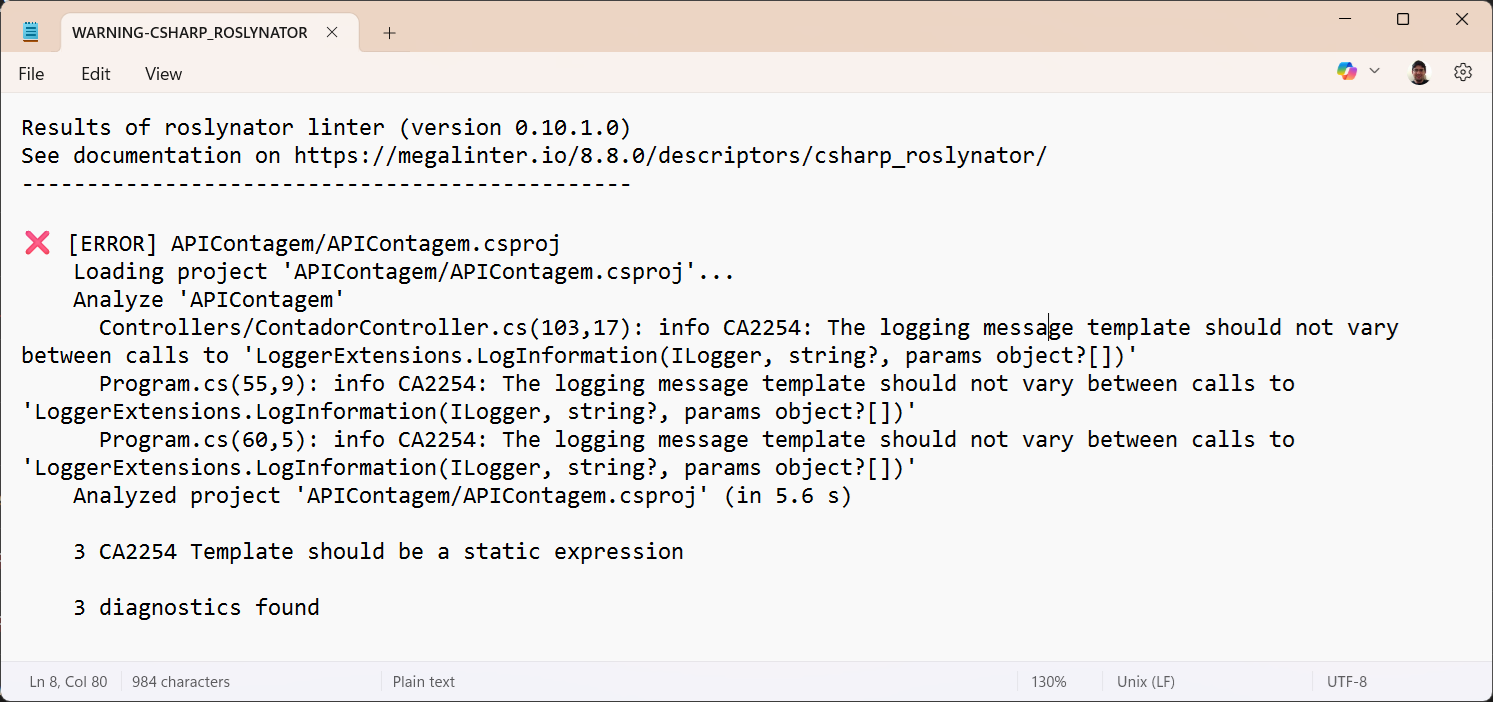 WARNING-CSHARP_ROSLYNATOR
File Edit View
Results of roslynator linter (version 0.10.1.0)
See documentation on https://megalinter.io/8.8.0/descriptors/csharp_roslynator/
-----------------------------------------------
❌ [ERROR] APIContagem/APIContagem.csproj
Loading project 'APIContagem/APIContagem.csproj'...
Analyze 'APIContagem'
Controllers/ContadorController.cs(103,17): info CA2254: The logging message template should not vary
between calls to 'LoggerExtensions.LogInformation(ILogger, string?, params object?[])'
Program.cs(55,9): info CA2254: The logging message template should not vary between calls to
'LoggerExtensions.LogInformation(ILogger, string?, params object?[])'
Program.cs(60,5): info CA2254: The logging message template should not vary between calls to
'LoggerExtensions.LogInformation(ILogger, string?, params object?[])'
Analyzed project 'APIContagem/APIContagem.csproj' (in 5.6 s)
3 CA2254 Template should be a static expression
3 diagnostics found
Ln 8, Col 80 984 characters Plain text 130% Unix (LF) UTF-8